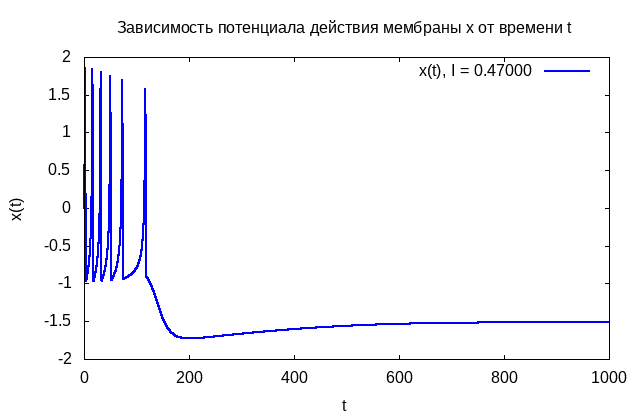 Зависимость потенциала действия мембраны x от времени t
x(t), I = 0.47000
2
1.5
1
0.5
0
-0.5
-1
-1.5
-2
x(t)
0 200 400 600 800 1000
t